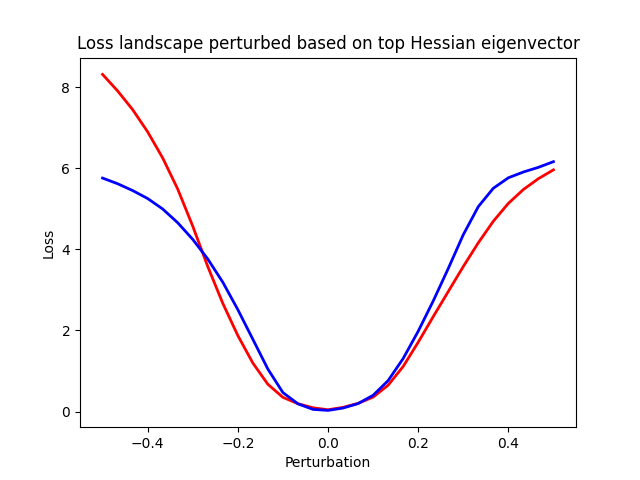 Loss landscape perturbed based on top Hessian eigenvector
8
6
4
2
0
Loss
−0.4 −0.2 0.0 0.2 0.4
Perturbation